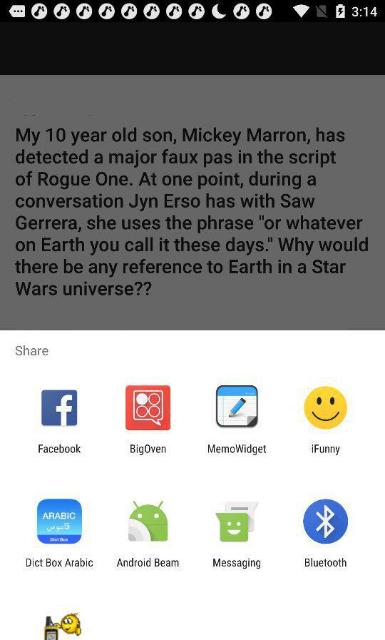 3:14
My 10 year old son, Mickey Marron, has
detected a major faux pas in the script
of Rogue One. At one point, during a
conversation Jyn Erso has with Saw
Gerrera, she uses the phrase "or whatever
on Earth you call it these days." Why would
there be any reference to Earth in a Star
Wars universe??
Share
Facebook
BigOven
MemoWidget
iFunny
ARABIC
قاموس
Dict Box
Dict Box Arabic
Android Beam
Messaging
Bluetooth